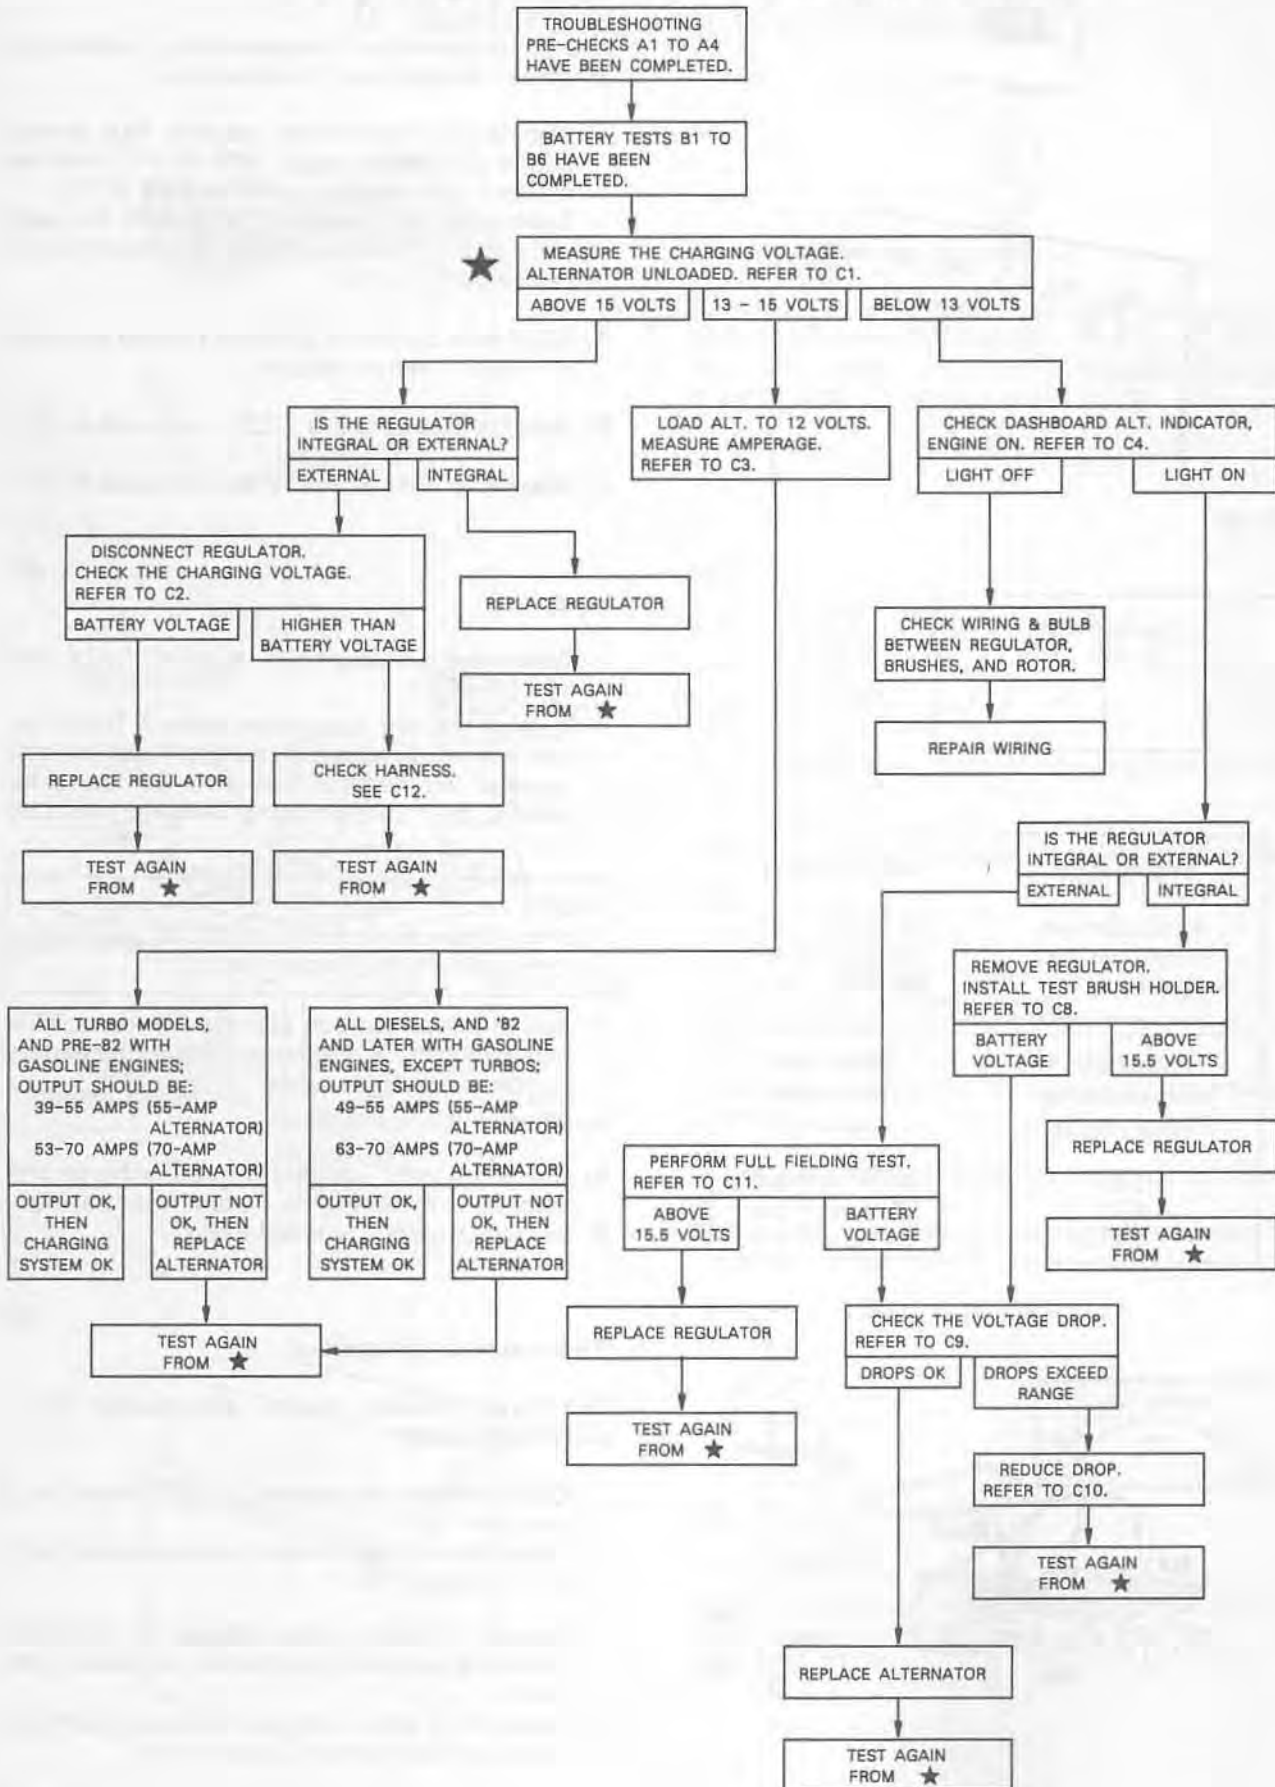 TROUBLESHOOTING
PRE-CHECKS A1 TO A4
HAVE BEEN COMPLETED.
BATTERY TESTS B1 TO
B6 HAVE BEEN
COMPLETED.
★ MEASURE THE CHARGING VOLTAGE.
ALTERNATOR UNLOADED. REFER TO C1.
ABOVE 15 VOLTS
13 - 15 VOLTS
BELOW 13 VOLTS
IS THE REGULATOR
INTEGRAL OR EXTERNAL?
EXTERNAL
INTEGRAL
LOAD ALT. TO 12 VOLTS.
MEASURE AMPERAGE.
REFER TO C3.
CHECK DASHBOARD ALT. INDICATOR,
ENGINE ON. REFER TO C4.
LIGHT OFF
LIGHT ON
DISCONNECT REGULATOR.
CHECK THE CHARGING VOLTAGE.
REFER TO C2.
BATTERY VOLTAGE
HIGHER THAN
BATTERY VOLTAGE
REPLACE REGULATOR
TEST AGAIN
FROM ★
CHECK WIRING & BULB
BETWEEN REGULATOR,
BRUSHES, AND ROTOR.
REPAIR WIRING
REPLACE REGULATOR
TEST AGAIN
FROM ★
CHECK HARNESS.
SEE C12.
TEST AGAIN
FROM ★
IS THE REGULATOR
INTEGRAL OR EXTERNAL?
EXTERNAL
INTEGRAL
REMOVE REGULATOR.
INSTALL TEST BRUSH HOLDER.
REFER TO C8.
BATTERY
VOLTAGE
ABOVE
15.5 VOLTS
REPLACE REGULATOR
TEST AGAIN
FROM ★
ALL TURBO MODELS,
AND PRE-82 WITH
GASOLINE ENGINES;
OUTPUT SHOULD BE:
39-55 AMPS (55-AMP
ALTERNATOR)
53-70 AMPS (70-AMP
ALTERNATOR)
OUTPUT OK,
THEN
CHARGING
SYSTEM OK
OUTPUT NOT
OK, THEN
REPLACE
ALTERNATOR
ALL DIESELS, AND '82
AND LATER WITH GASOLINE
ENGINES, EXCEPT TURBOS;
OUTPUT SHOULD BE:
49-55 AMPS (55-AMP
ALTERNATOR)
63-70 AMPS (70-AMP
ALTERNATOR)
OUTPUT OK,
THEN
CHARGING
SYSTEM OK
OUTPUT NOT
OK, THEN
REPLACE
ALTERNATOR
TEST AGAIN
FROM ★
PERFORM FULL FIELDING TEST.
REFER TO C11.
ABOVE
15.5 VOLTS
BATTERY
VOLTAGE
REPLACE REGULATOR
TEST AGAIN
FROM ★
CHECK THE VOLTAGE DROP.
REFER TO C9.
DROPS OK
DROPS EXCEED
RANGE
REDUCE DROP.
REFER TO C10.
TEST AGAIN
FROM ★
REPLACE ALTERNATOR
TEST AGAIN
FROM ★